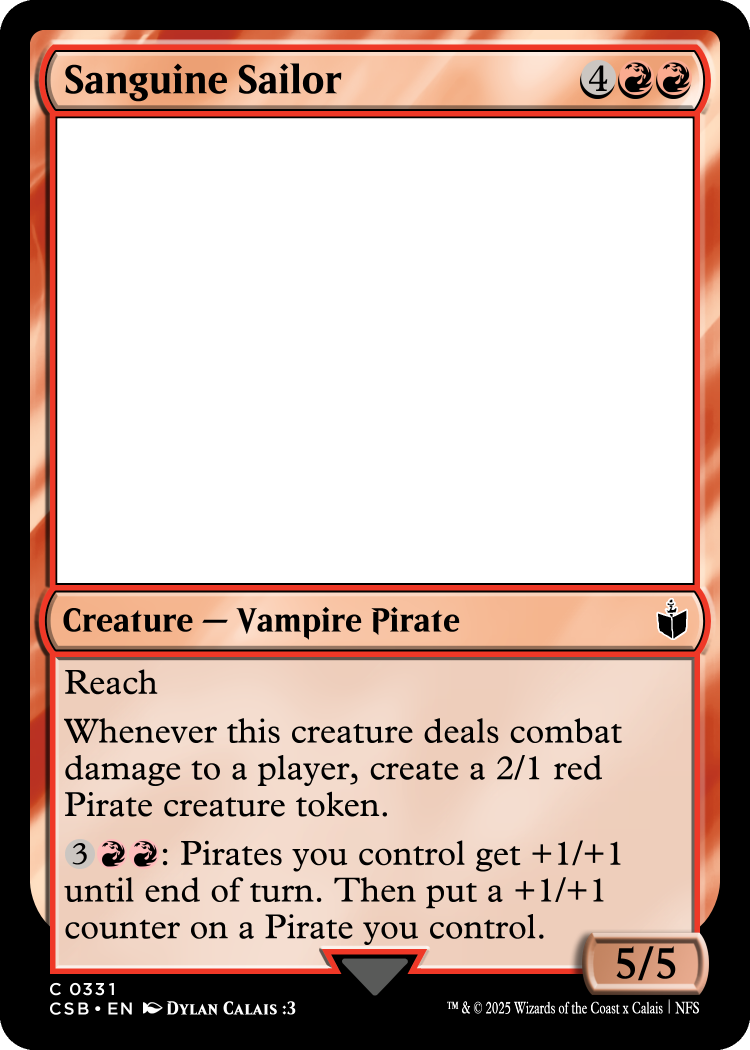 Sanguine Sailor 4
Creature — Vampire Pirate
Reach
Whenever this creature deals combat
damage to a player, create a 2/1 red
Pirate creature token.
3: Pirates you control get +1/+1
until end of turn. Then put a +1/+1
counter on a Pirate you control.
5/5
C 0331
CSB • EN Dylan Calais :3
™ & © 2025 Wizards of the Coast x Calais | NFS